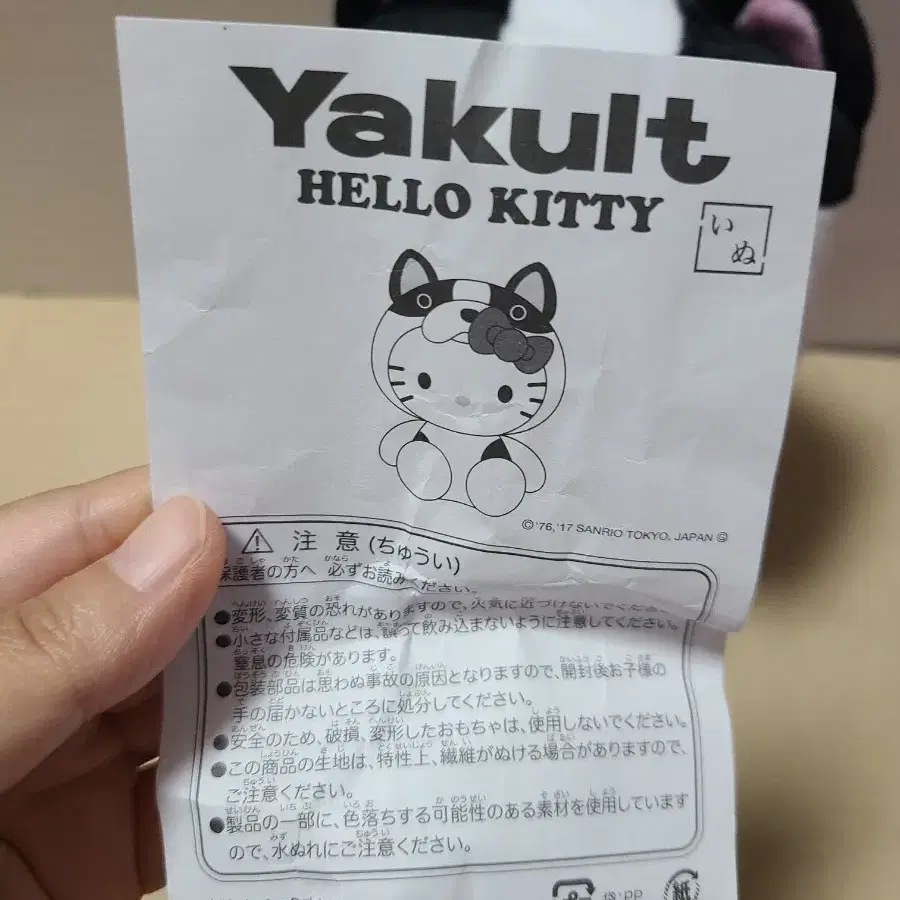 Yakult
HELLO KITTY
いぬ
©'76,'17 SANRIO TOKYO, JAPAN Ⓖ
注意(ちゅうい)
保護者の方へ 必ずお読みください。
●変形、変質の恐れがありますので、火気に近づけないでください。
●小さな付属品などは、誤って飲み込まないように注意してください。
窒息の危険があります。
●包装部品は思わぬ事故の原因となりますので、開封後お子様の
手の届かないところに処分してください。
●安全のため、破損、変形したおもちゃは、使用しないでください。
●この商品の生地は、特性上、繊維がぬける場合がありますので、
ご注意ください。
●製品の一部に、色落ちする可能性のある素材を使用しています
ので、水ぬれにご注意ください。
袋:PP
紙